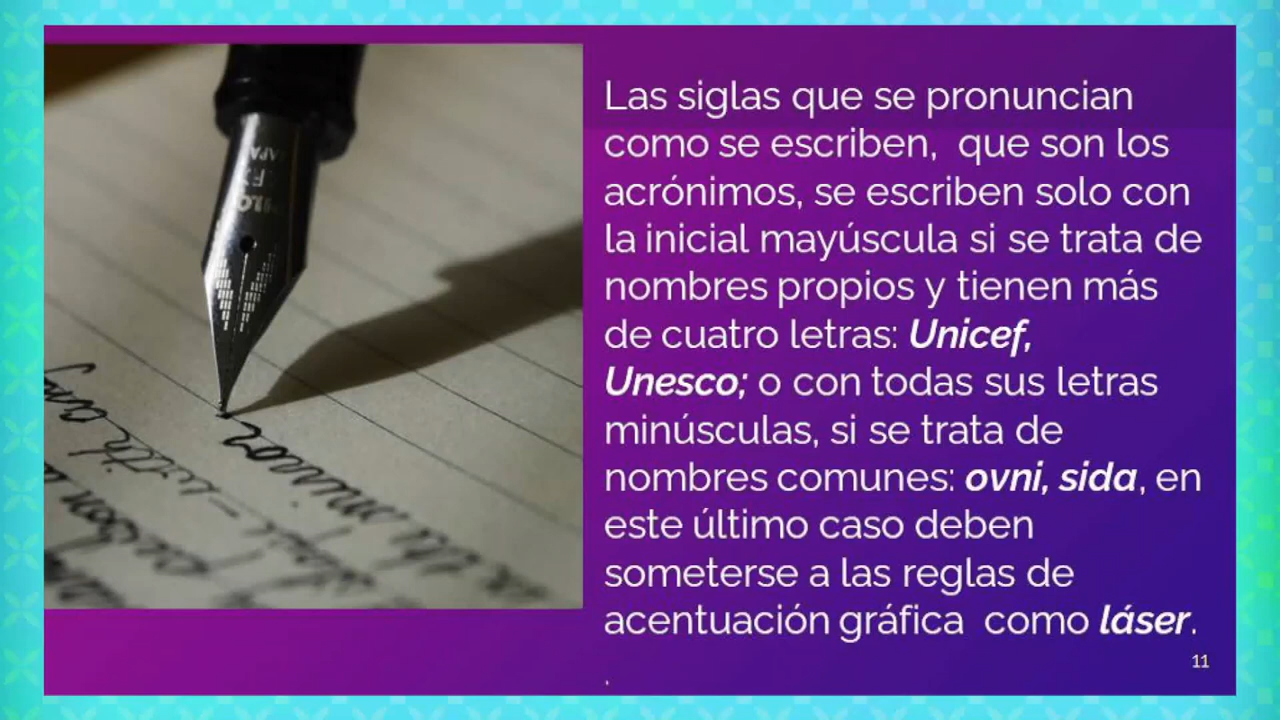 Las siglas que se pronuncian
como se escriben,  que son los
acrónimos, se escriben solo con
la inicial mayúscula si se trata de
nombres propios y tienen más
de cuatro letras: Unicef,
Unesco; o con todas sus letras
minúsculas, si se trata de
nombres comunes: ovni, sida, en
este último caso deben
someterse a las reglas de
acentuación gráfica  como láser.
.
11
mission